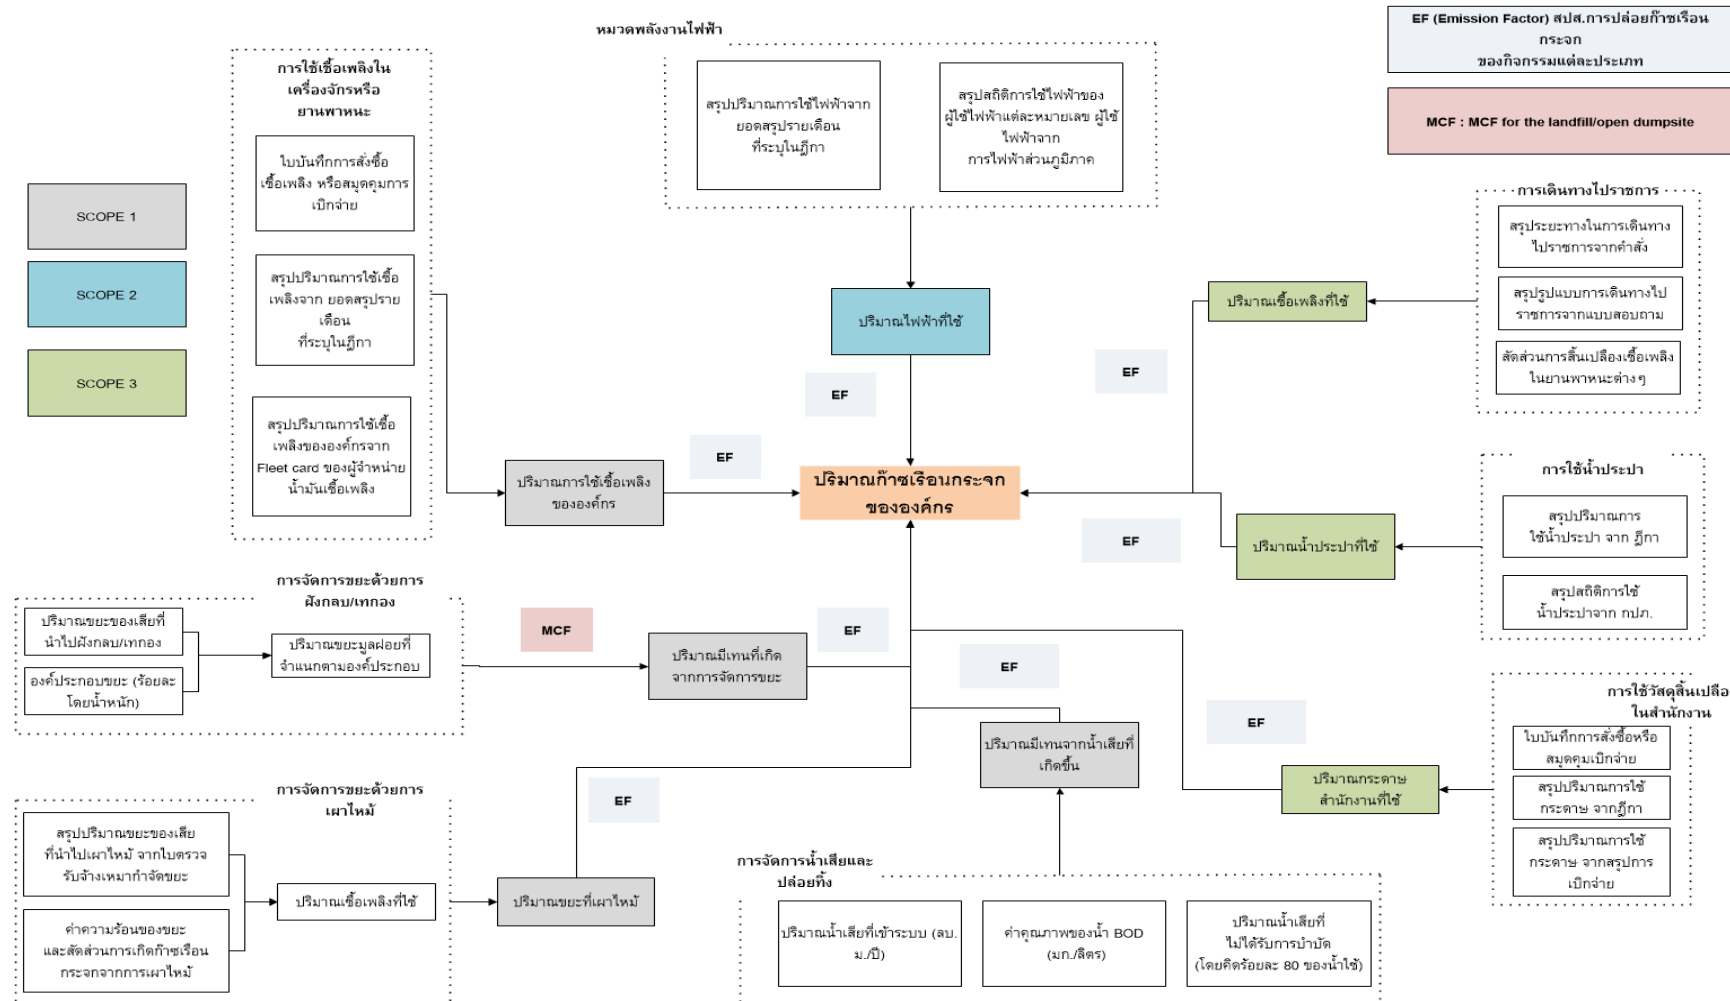 EF (Emission Factor) สปส.การปล่อยก๊าซเรือน
กระจก
ของกิจกรรมแต่ละประเภท
MCF : MCF for the landfill/open dumpsite
SCOPE 1
SCOPE 2
SCOPE 3
การใช้เชื้อเพลิงใน
เครื่องจักรหรือ
ยานพาหนะ
ใบบันทึกการสั่งซื้อ
เชื้อเพลิง หรือสมุดคุมการ
เบิกจ่าย
สรุปปริมาณการใช้เชื้อ
เพลิงจาก ยอดสรุปราย
เดือน
ที่ระบุในฎีกา
สรุปปริมาณการใช้เชื้อ
เพลิงขององค์กรจาก
Fleet card ของผู้จำหน่าย
น้ำมันเชื้อเพลิง
ปริมาณการใช้เชื้อเพลิง
ขององค์กร
EF
หมวดพลังงานไฟฟ้า
สรุปปริมาณการใช้ไฟฟ้าจาก
ยอดสรุปรายเดือน
ที่ระบุในฎีกา
สรุปสถิติการใช้ไฟฟ้าของ
ผู้ใช้ไฟฟ้าแต่ละหมายเลข ผู้ใช้
ไฟฟ้าจาก
การไฟฟ้าส่วนภูมิภาค
ปริมาณไฟฟ้าที่ใช้
EF
ปริมาณก๊าซเรือนกระจก
ขององค์กร
การเดินทางไปราชการ
สรุประยะทางในการเดินทาง
ไปราชการจากคำสั่ง
สรุปรูปแบบการเดินทางไป
ราชการจากแบบสอบถาม
สัดส่วนการสิ้นเปลืองเชื้อเพลิง
ในยานพาหนะต่างๆ
ปริมาณเชื้อเพลิงที่ใช้
EF
การใช้น้ำประปา
สรุปปริมาณการ
ใช้น้ำประปา จาก ฎีกา
สรุปสถิติการใช้
น้ำประปาจาก กปภ.
ปริมาณน้ำประปาที่ใช้
EF
การจัดการขยะด้วยการ
ฝังกลบ/เทกอง
ปริมาณขยะของเสียที่
นำไปฝังกลบ/เทกอง
องค์ประกอบขยะ (ร้อยละ
โดยน้ำหนัก)
ปริมาณขยะมูลฝอยที่
จำแนกตามองค์ประกอบ
MCF
ปริมาณมีเทนที่เกิด
จากการจัดการขยะ
EF
EF
ปริมาณมีเทนจากน้ำเสียที่
เกิดขึ้น
EF
การใช้วัสดุสิ้นเปลือ
ในสำนักงาน
ใบบันทึกการสั่งซื้อหรือ
สมุดคุมเบิกจ่าย
สรุปปริมาณการใช้
กระดาษ จากฎีกา
สรุปปริมาณการใช้
กระดาษ จากสรุปการ
เบิกจ่าย
ปริมาณกระดาษ
สำนักงานที่ใช้
การจัดการขยะด้วยการ
เผาไหม้
สรุปปริมาณขยะของเสีย
ที่นำไปเผาไหม้ จากใบตรวจ
รับจ้างเหมากำจัดขยะ
ค่าความร้อนของขยะ
และสัดส่วนการเกิดก๊าซเรือน
กระจกจากการเผาไหม้
ปริมาณเชื้อเพลิงที่ใช้
ปริมาณขยะที่เผาไหม้
EF
การจัดการน้ำเสียและ
ปล่อยทิ้ง
ปริมาณน้ำเสียที่เข้าระบบ (ลบ.
ม./ปี)
ค่าคุณภาพของน้ำ BOD
(มก./ลิตร)
ปริมาณน้ำเสียที่
ไม่ได้รับการบำบัด
(โดยคิดร้อยละ 80 ของน้ำใช้)